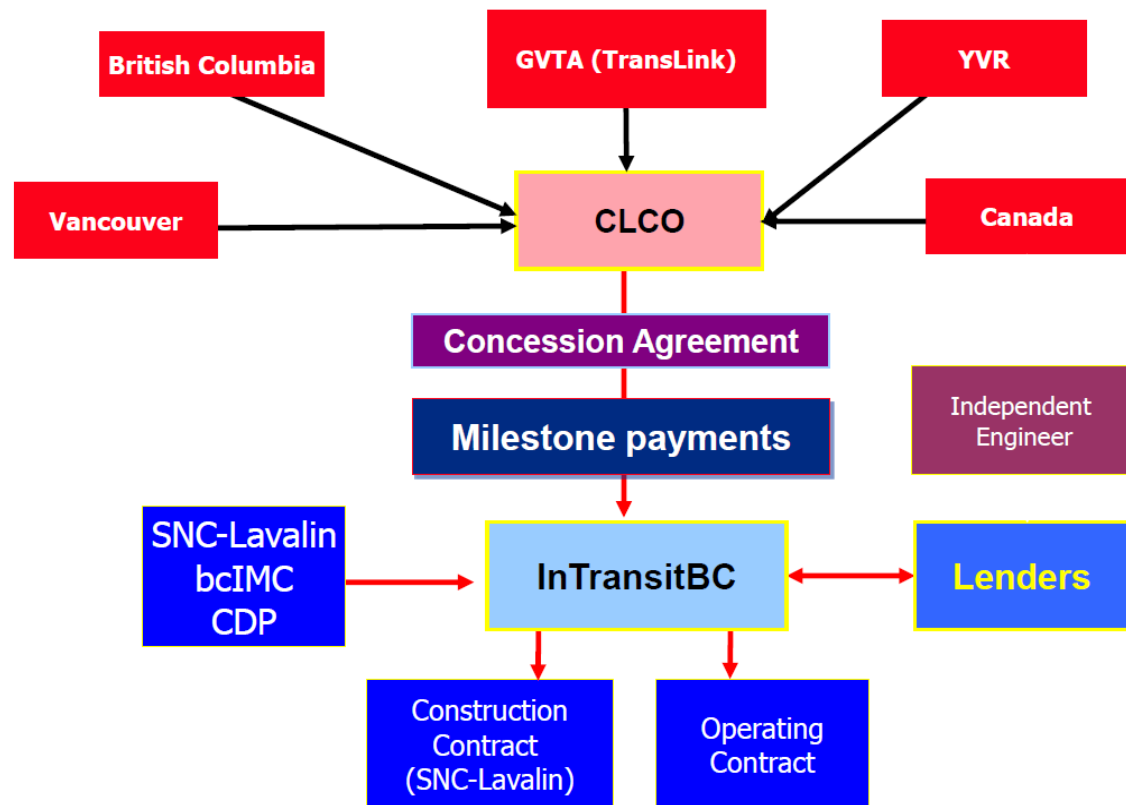 British Columbia
GVTA (TransLink)
YVR
Vancouver
CLCO
Canada
Concession Agreement
Milestone payments
Independent
Engineer
SNC-Lavalin
bcIMC
CDP
InTransitBC
Lenders
Construction
Contract
(SNC-Lavalin)
Operating
Contract